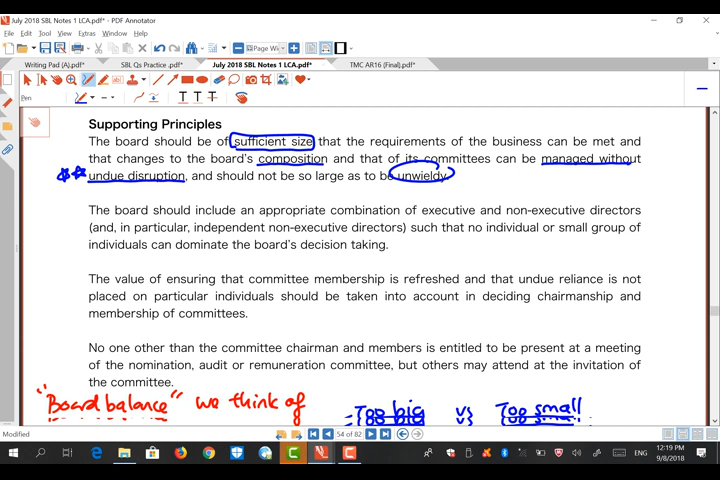 July 2018 SBL Notes 1 LCA.pdf* - PDF Annotator
File Edit Tool Extras Window Help
Page Wi
Writing Pad (A).pdf* SBL Qs Practice .pdf* July 2018 SBL Notes 1 LCA.pdf* TMC AR16 (Final).pdf*
Pen
Supporting Principles
The board should be of sufficient size that the requirements of the business can be met and
that changes to the board's composition and that of its committees can be managed without
undue disruption, and should not be so large as to be unwieldy.
The board should include an appropriate combination of executive and non-executive directors
(and, in particular, independent non-executive directors) such that no individual or small group of
individuals can dominate the board's decision taking.
The value of ensuring that committee membership is refreshed and that undue reliance is not
placed on particular individuals should be taken into account in deciding chairmanship and
membership of committees.
No one other than the committee chairman and members is entitled to be present at a meeting
of the nomination, audit or remuneration committee, but others may attend at the invitation of
the committee.
"Board balance" we think of Too big vs Too small
Modified 54 of 82
ENG 12:19 PM
9/8/2018